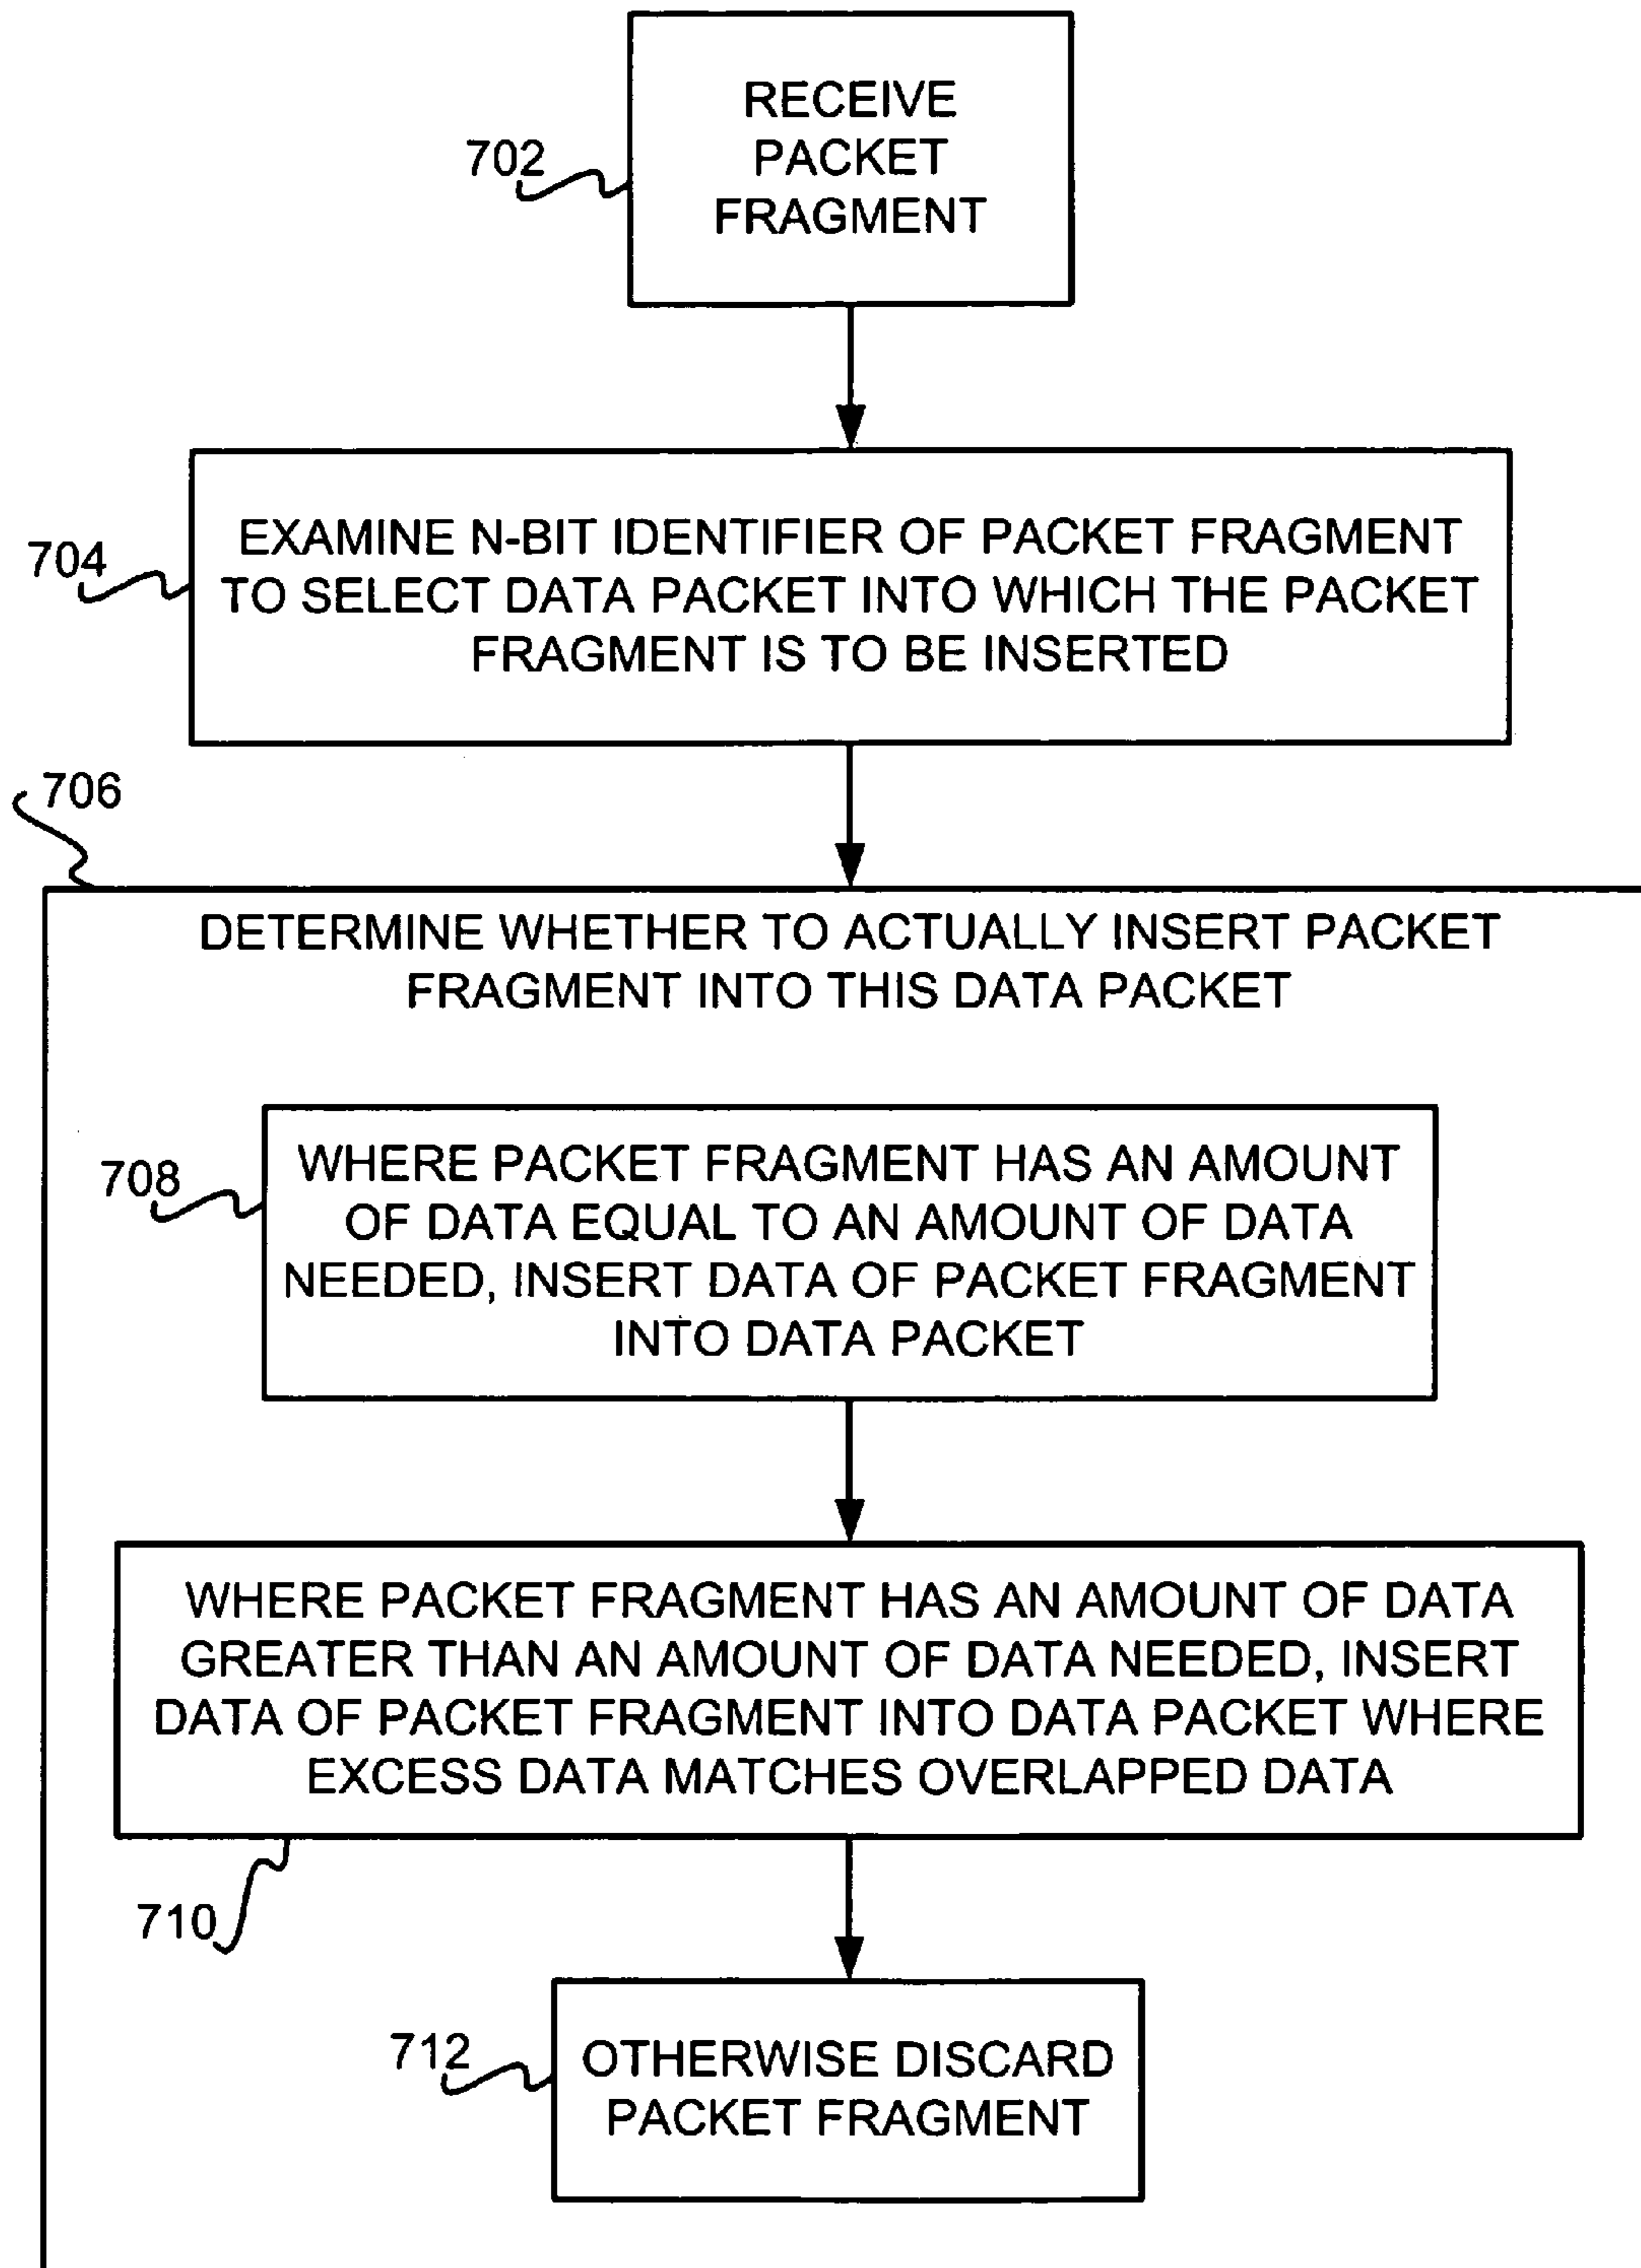 RECEIVE
PACKET
FRAGMENT
702
EXAMINE N-BIT IDENTIFIER OF PACKET FRAGMENT
TO SELECT DATA PACKET INTO WHICH THE PACKET
FRAGMENT IS TO BE INSERTED
704
706
DETERMINE WHETHER TO ACTUALLY INSERT PACKET
FRAGMENT INTO THIS DATA PACKET
708
WHERE PACKET FRAGMENT HAS AN AMOUNT
OF DATA EQUAL TO AN AMOUNT OF DATA
NEEDED, INSERT DATA OF PACKET FRAGMENT
INTO DATA PACKET
WHERE PACKET FRAGMENT HAS AN AMOUNT OF DATA
GREATER THAN AN AMOUNT OF DATA NEEDED, INSERT
DATA OF PACKET FRAGMENT INTO DATA PACKET WHERE
EXCESS DATA MATCHES OVERLAPPED DATA
710
712
OTHERWISE DISCARD
PACKET FRAGMENT